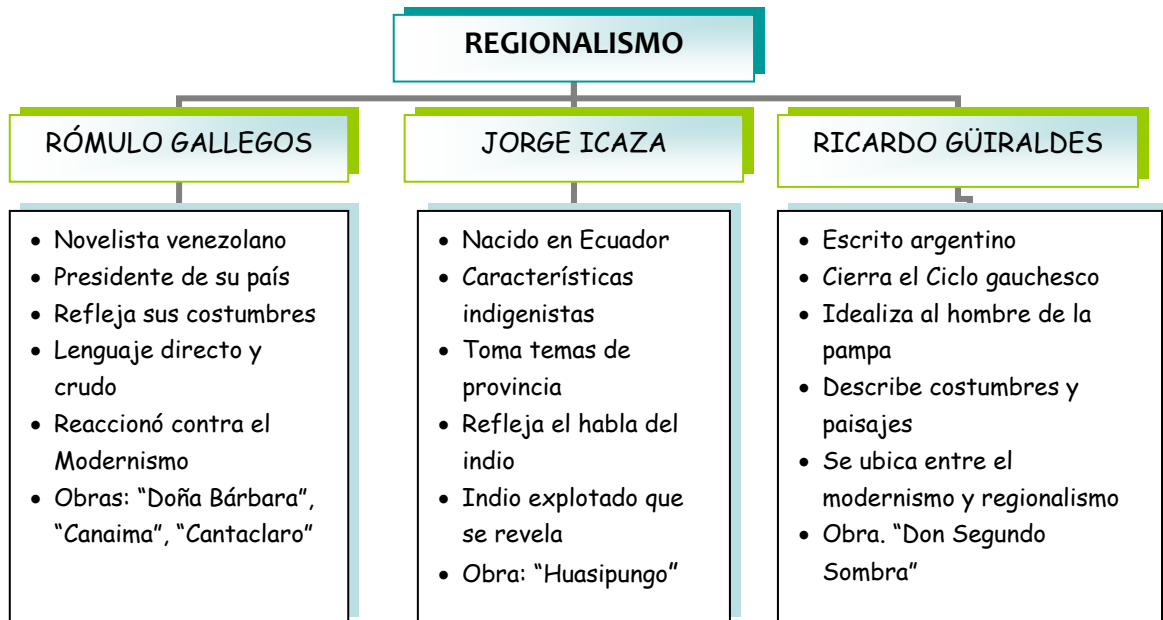 REGIONALISMO
RÓMULO GALLEGOS
• Novelista venezolano
• Presidente de su país
• Refleja sus costumbres
• Lenguaje directo y
crudo
• Reaccionó contra el
Modernismo
• Obras: “Doña Bárbara”,
“Canaima”, “Cantaclaro”
JORGE ICAZA
• Nacido en Ecuador
• Características
indigenistas
• Toma temas de
provincia
• Refleja el habla del
indio
• Indio explotado que
se revela
• Obra: “Huasipungo”
RICARDO GÜIRALDES
• Escrito argentino
• Cierra el Ciclo gauchesco
• Idealiza al hombre de la
pampa
• Describe costumbres y
paisajes
• Se ubica entre el
modernismo y regionalismo
• Obra. “Don Segundo
Sombra”